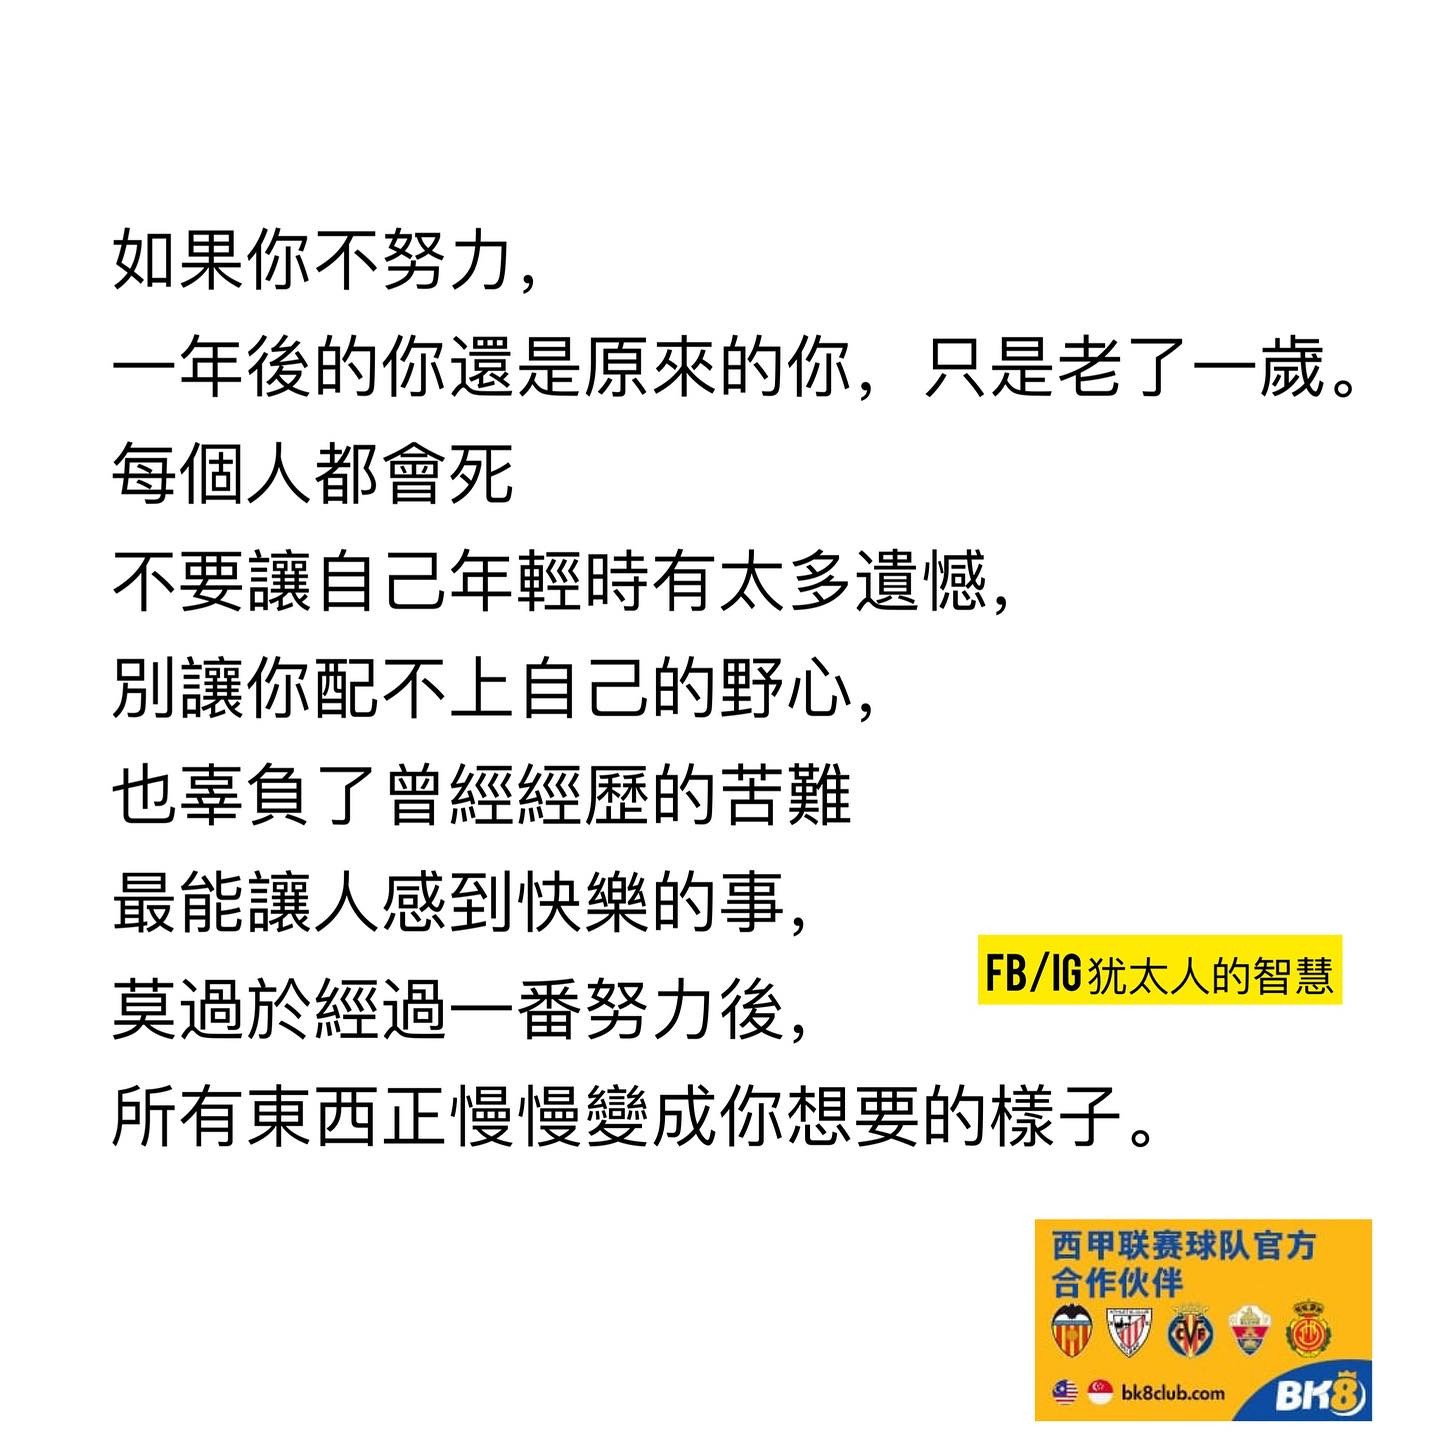 如果你不努力，
一年後的你還是原來的你，只是老了一歲。
每個人都會死
不要讓自己年輕時有太多遺憾，
別讓你配不上自己的野心，
也辜負了曾經經歷的苦難
最能讓人感到快樂的事，
莫過於經過一番努力後，
所有東西正慢慢變成你想要的樣子。
FB/IG犹太人的智慧
西甲联赛球队官方
合作伙伴
bk8club.com
BK8